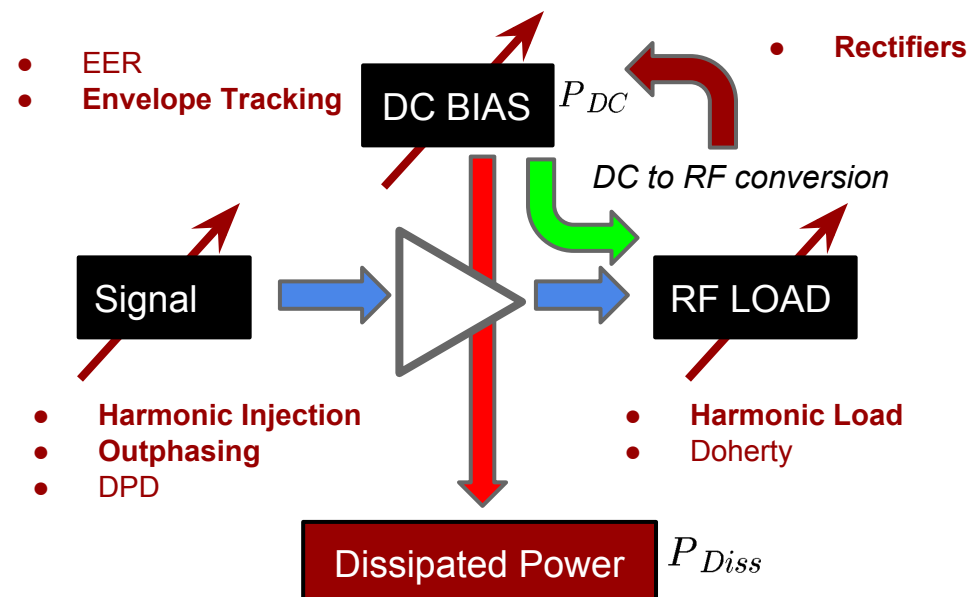 ● EER
● Envelope Tracking
● Rectifiers
DC BIAS
P_DC
DC to RF conversion
Signal
RF LOAD
● Harmonic Injection
● Outphasing
● DPD
● Harmonic Load
● Doherty
Dissipated Power
P_Diss